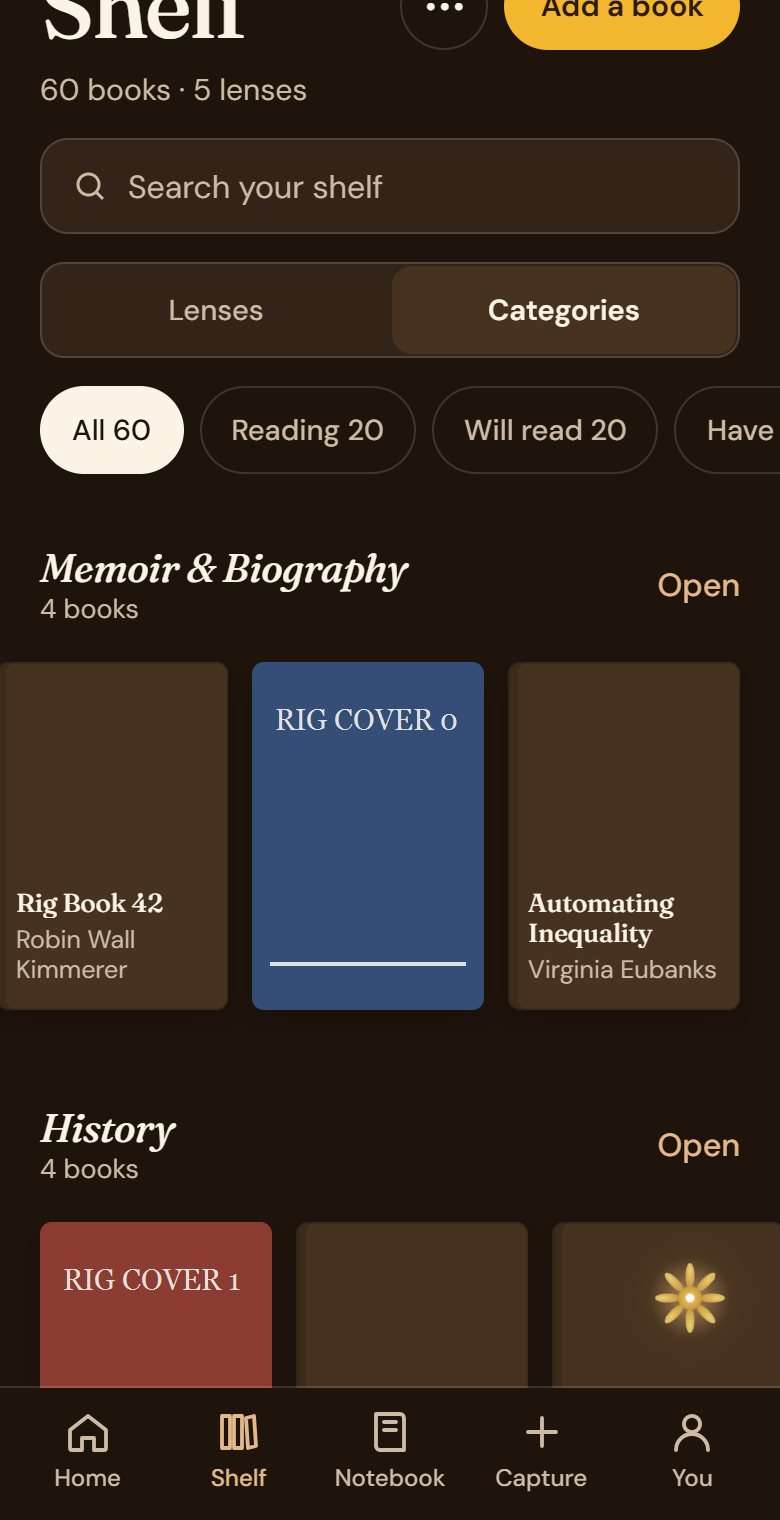 Shelf
Add a book
60 books · 5 lenses
Search your shelf
Lenses
Categories
All 60
Reading 20
Will read 20
Have
Memoir & Biography
4 books
Open
RIG COVER 0
Rig Book 42
Robin Wall
Kimmerer
Automating
Inequality
Virginia Eubanks
History
4 books
Open
RIG COVER 1
Home
Shelf
Notebook
Capture
You